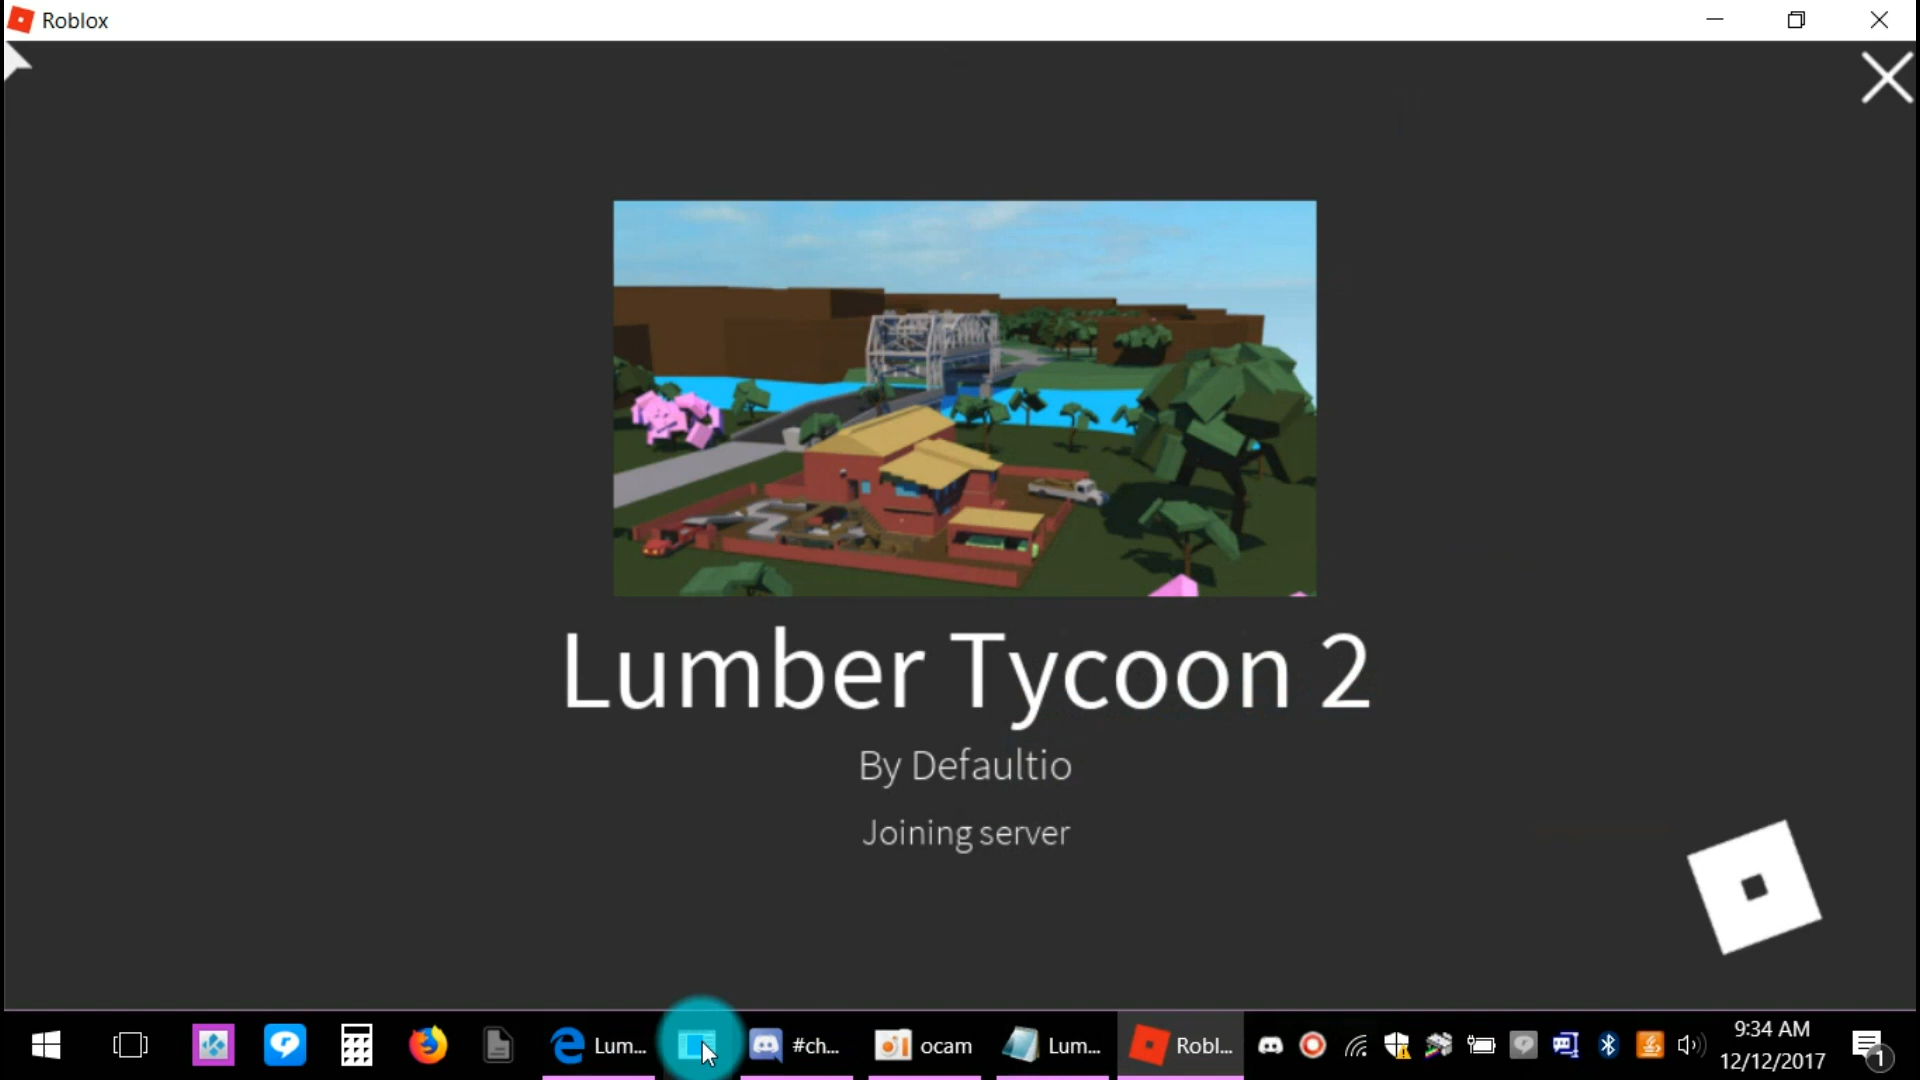 Roblox
Lumber Tycoon 2
By Defaultio
Joining server
Lum...
#ch...
ocam
Lum...
Robl...
9:34 AM
12/12/2017
1